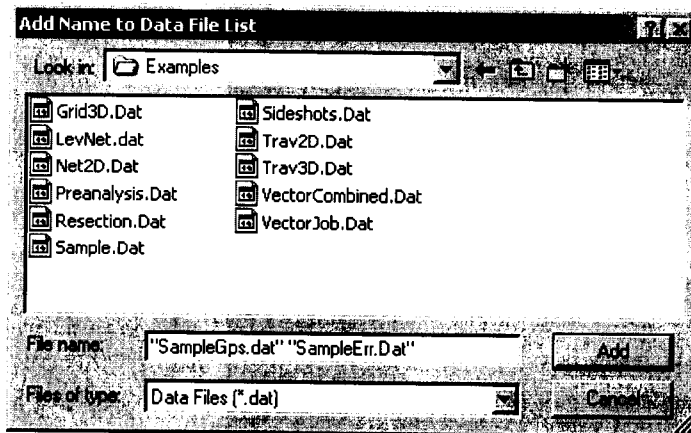 Add Name to Data File List
Look in: Examples
Grid3D.Dat
LevNet.dat
Net2D.Dat
Preanalysis.Dat
Resection.Dat
Sample.Dat
Sideshots.Dat
Trav2D.Dat
Trav3D.Dat
VectorCombined.Dat
VectorJob.Dat
File name: "SampleGps.dat" "SampleErr.Dat" Add
Files of type: Data Files (*.dat) Cancel